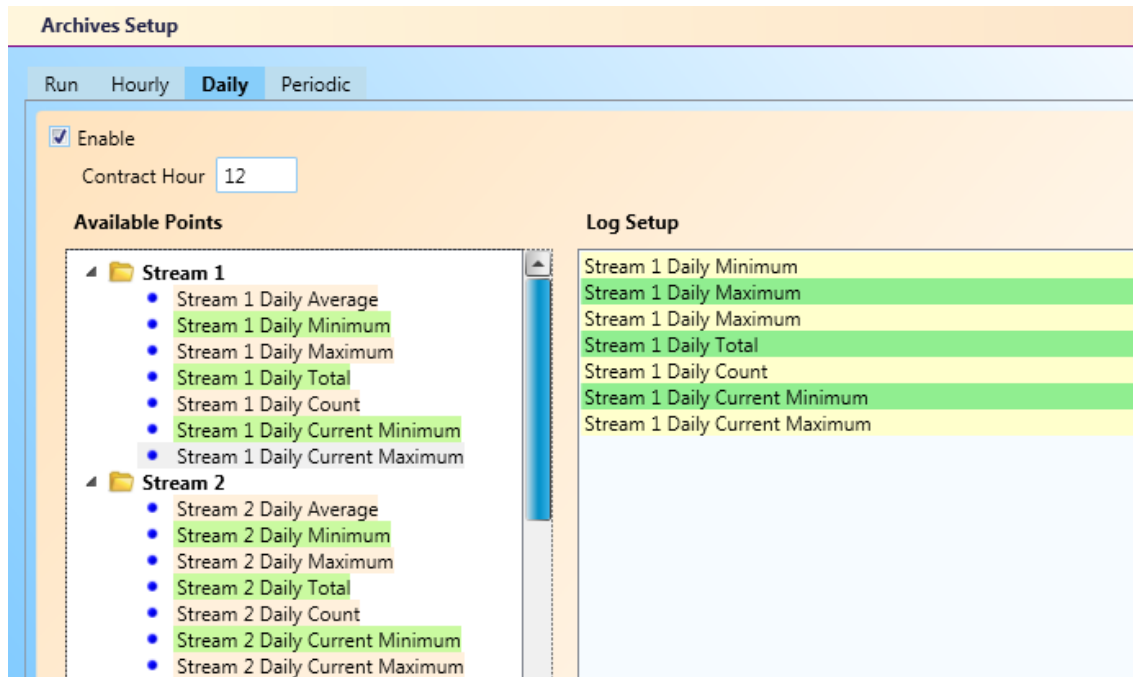 Archives Setup
Run Hourly Daily Periodic
Enable
Contract Hour 12
Available Points
Stream 1
Stream 1 Daily Average
Stream 1 Daily Minimum
Stream 1 Daily Maximum
Stream 1 Daily Total
Stream 1 Daily Count
Stream 1 Daily Current Minimum
Stream 1 Daily Current Maximum
Stream 2
Stream 2 Daily Average
Stream 2 Daily Minimum
Stream 2 Daily Maximum
Stream 2 Daily Total
Stream 2 Daily Count
Stream 2 Daily Current Minimum
Stream 2 Daily Current Maximum
Log Setup
Stream 1 Daily Minimum
Stream 1 Daily Maximum
Stream 1 Daily Maximum
Stream 1 Daily Total
Stream 1 Daily Count
Stream 1 Daily Current Minimum
Stream 1 Daily Current Maximum